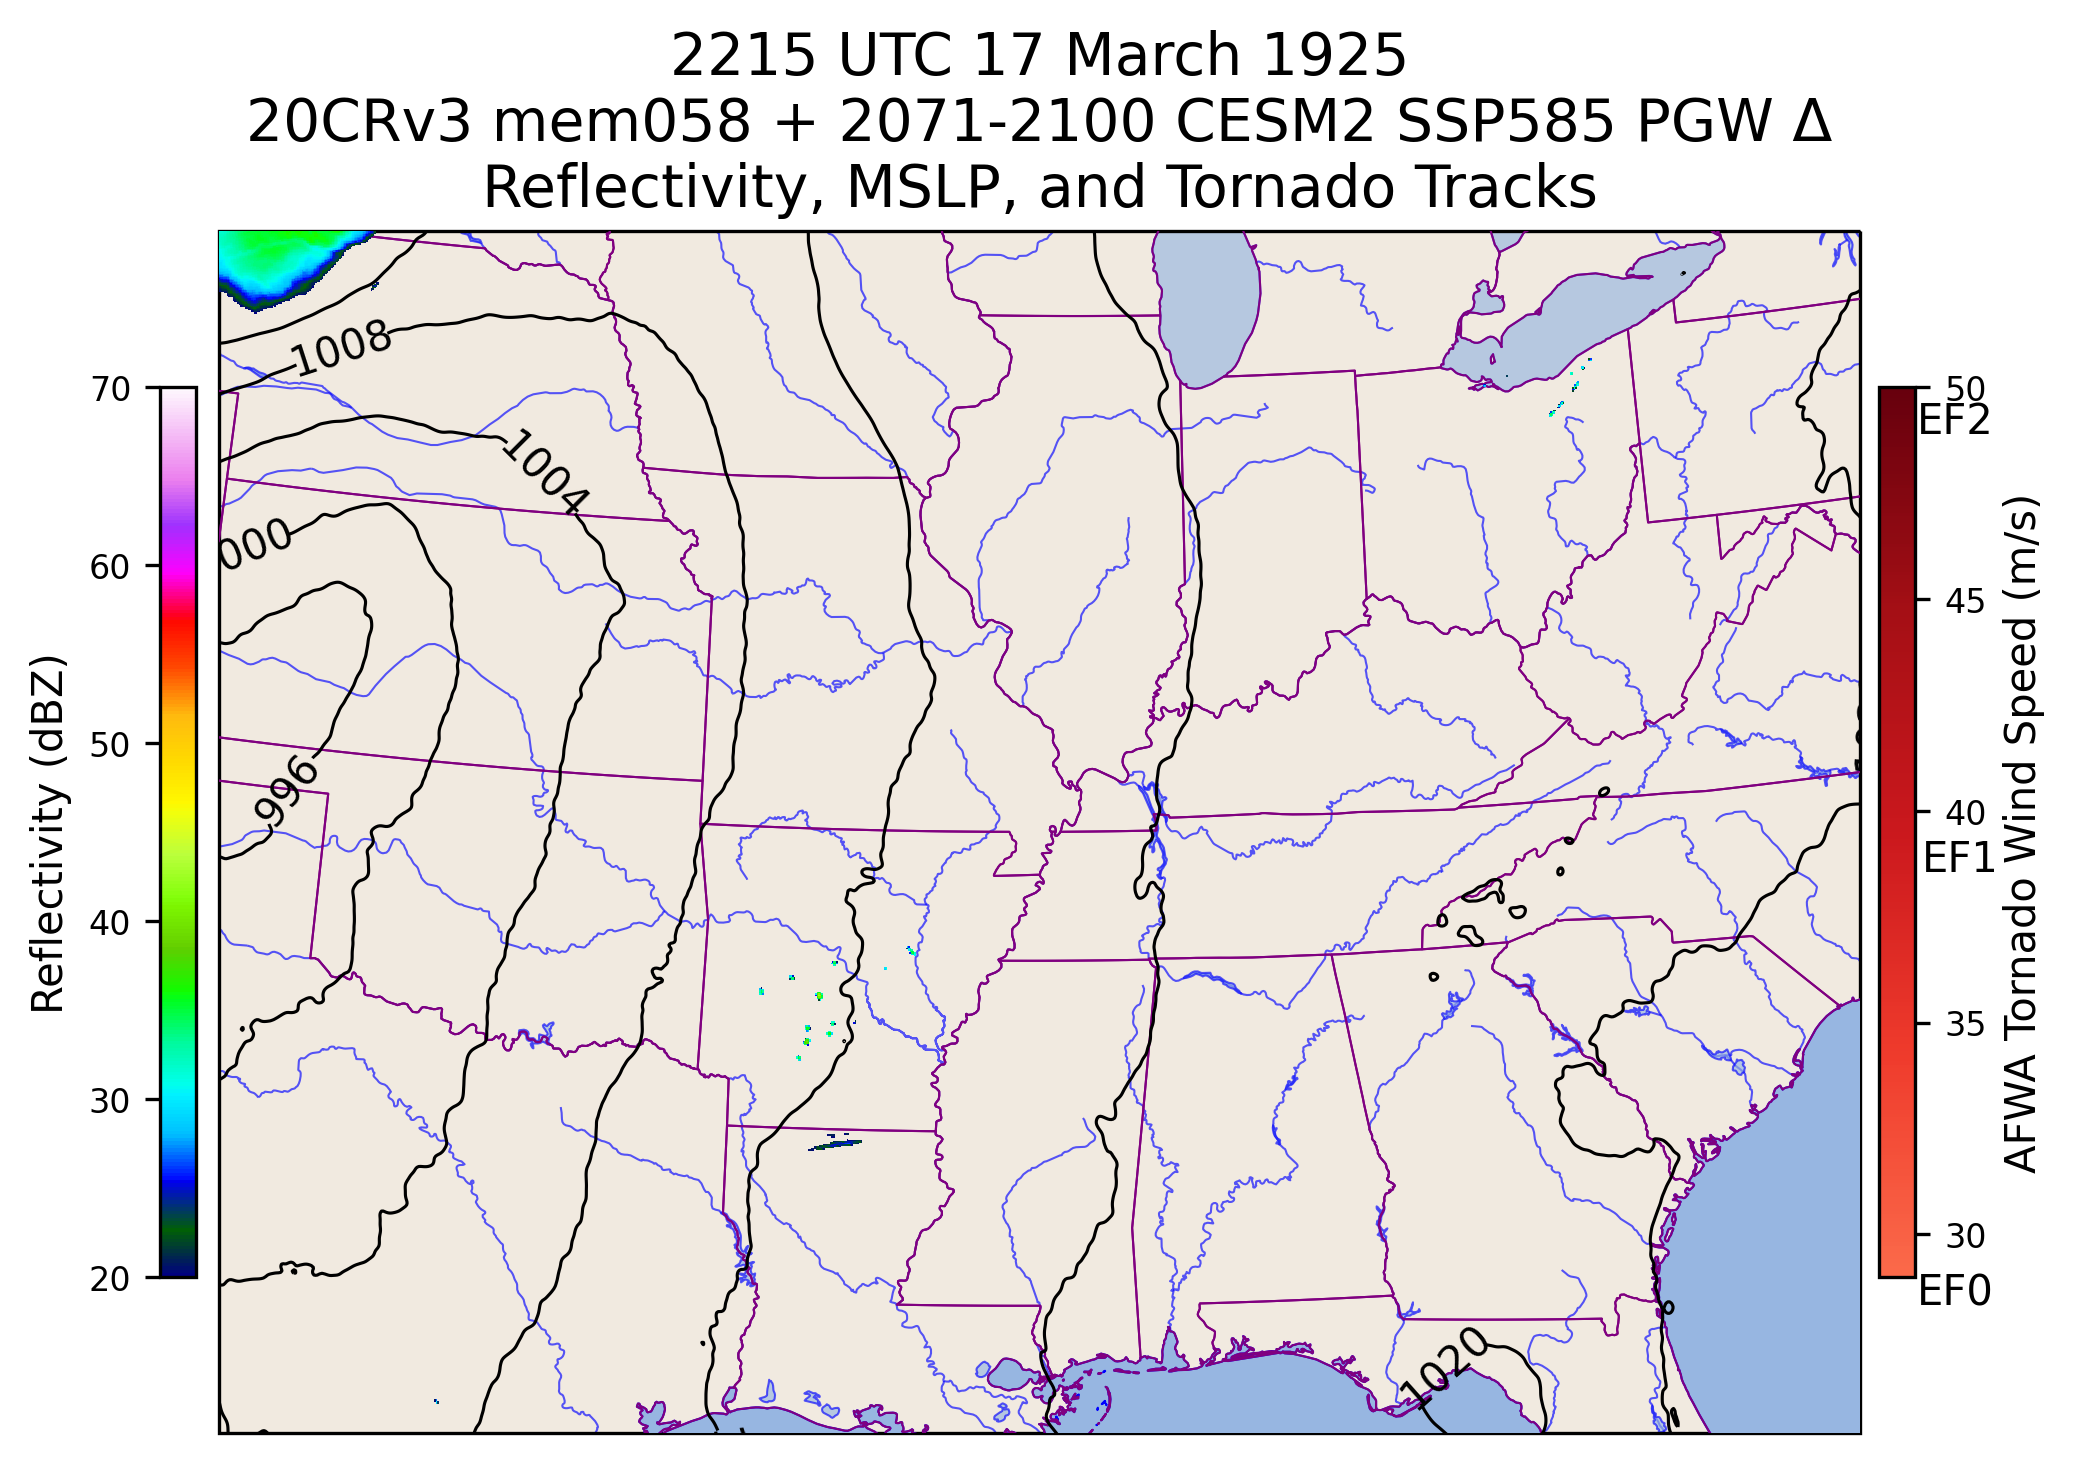 2215 UTC 17 March 1925
20CRv3 mem058 + 2071-2100 CESM2 SSP585 PGW Δ
Reflectivity, MSLP, and Tornado Tracks
1008
1004
000
996
1020
70
60
50
40
30
20
Reflectivity (dBZ)
50
EF2
45
40
EF1
35
30
EF0
AFWA Tornado Wind Speed (m/s)